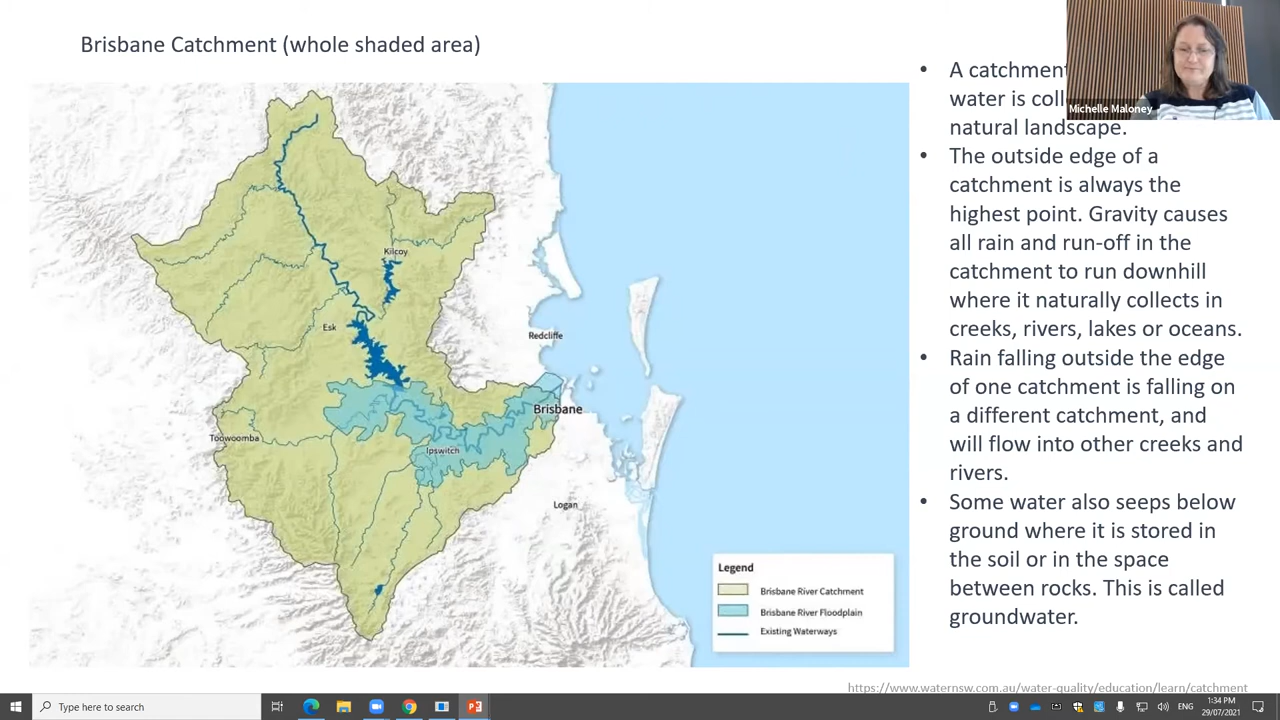 Brisbane Catchment (whole shaded area)
Kilcoy
Esk
Redcliffe
Brisbane
Toowoomba
Ipswich
Logan
Legend
Brisbane River Catchment
Brisbane River Floodplain
Existing Waterways
Michelle Maloney
• A catchment
water is coll
natural landscape.
• The outside edge of a
catchment is always the
highest point. Gravity causes
all rain and run-off in the
catchment to run downhill
where it naturally collects in
creeks, rivers, lakes or oceans.
• Rain falling outside the edge
of one catchment is falling on
a different catchment, and
will flow into other creeks and
rivers.
• Some water also seeps below
ground where it is stored in
the soil or in the space
between rocks. This is called
groundwater.
https://www.waternsw.com.au/water-quality/education/learn/catchment
Type here to search
ENG
1:34 PM
29/07/2021